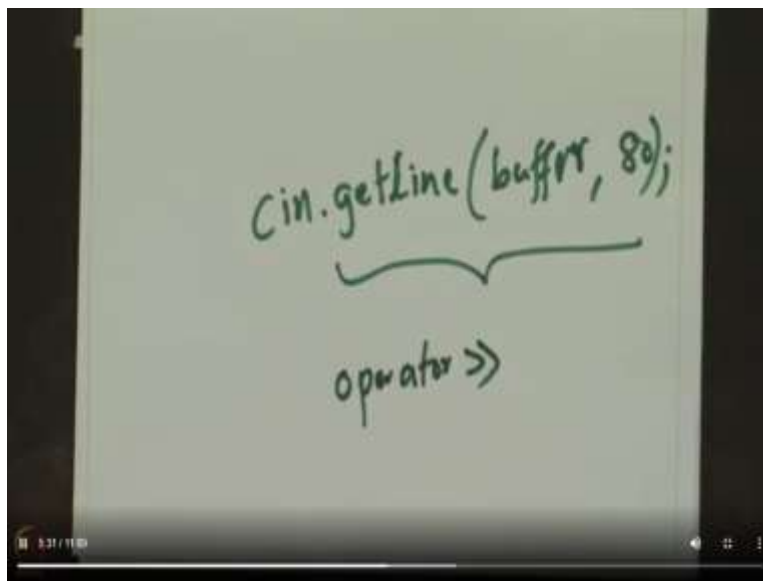 cin.getline(buffer, 80);
operator >>